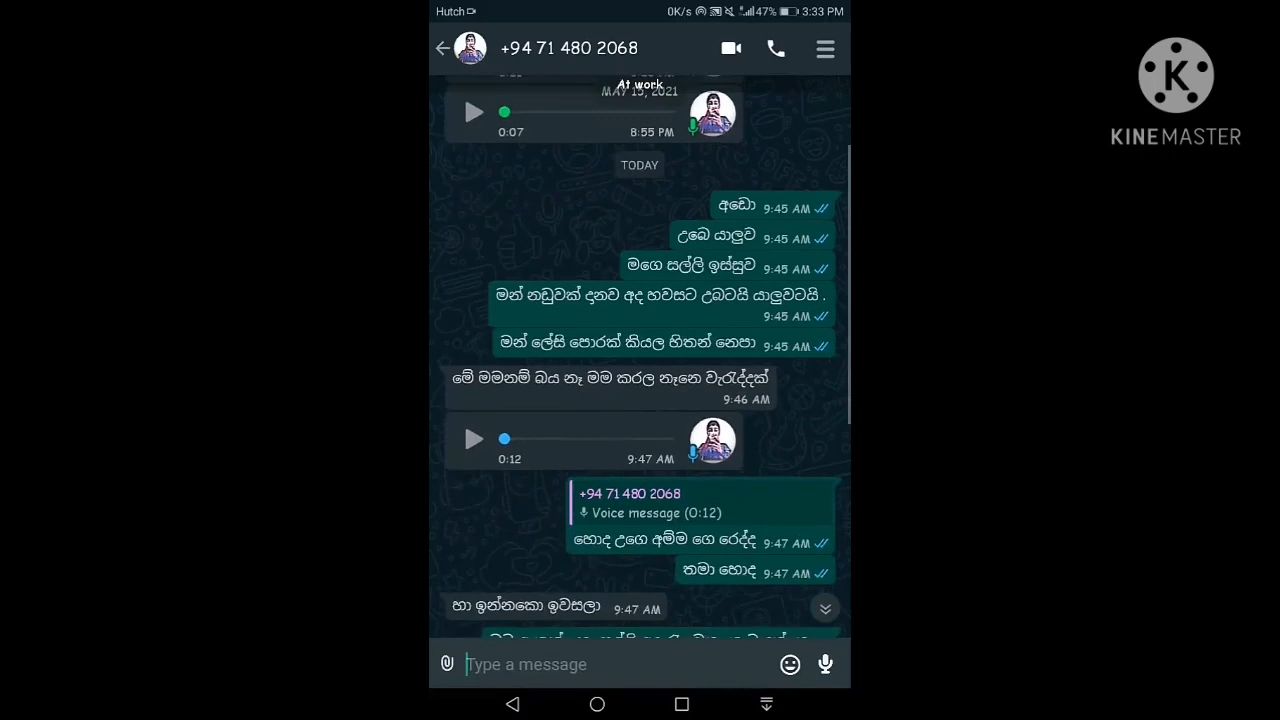 Hutch 0K/s 47% 3:33 PM
+94 71 480 2068
At work
MAY 15, 2021
0:07 8:55 PM
TODAY
අඩො 9:45 AM
උබෙ යාලුව 9:45 AM
මගෙ සල්ලි ඉස්සුව 9:45 AM
මන් නඩුවක් දානව අද හවසට උබටයි යාලුවටයි .
9:45 AM
මන් ලේසි පොරක් කියල හිතන් නෙපා 9:45 AM
මේ මමනම් බය නෑ මම කරල නෑනෙ වැරැද්දක්
9:46 AM
0:12 9:47 AM
+94 71 480 2068
Voice message (0:12)
හොද උගෙ අම්ම ගෙ රෙද්ද 9:47 AM
තමා හොද 9:47 AM
හා ඉන්නකො ඉවසලා 9:47 AM
Type a message
K
KINEMASTER